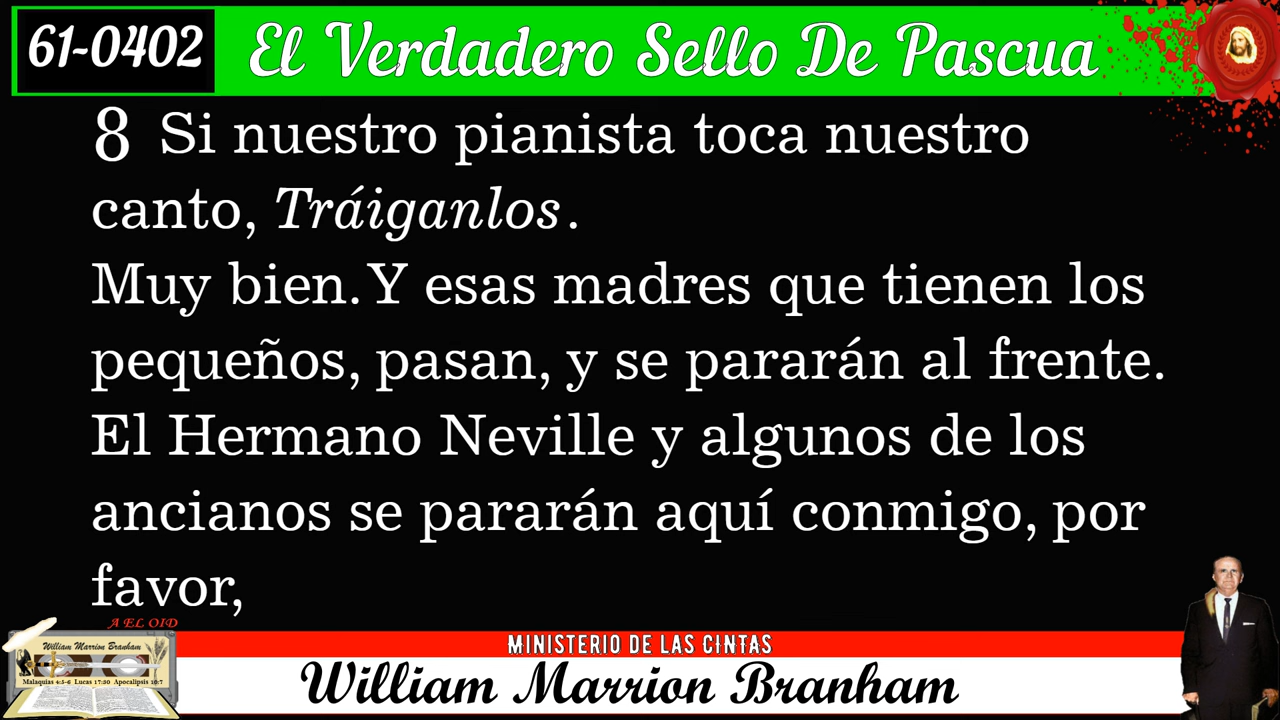 61-0402 El Verdadero Sello De Pascua
8 Si nuestro pianista toca nuestro
canto, Tráiganlos.
Muy bien. Y esas madres que tienen los
pequeños, pasan, y se pararán al frente.
El Hermano Neville y algunos de los
ancianos se pararán aquí conmigo, por
favor,
A EL OID
William Marrion Branham
Malaquias 4:5-6 Lucas 17:30 Apocalipsis 10:7
MINISTERIO DE LAS CINTAS
William Marrion Branham